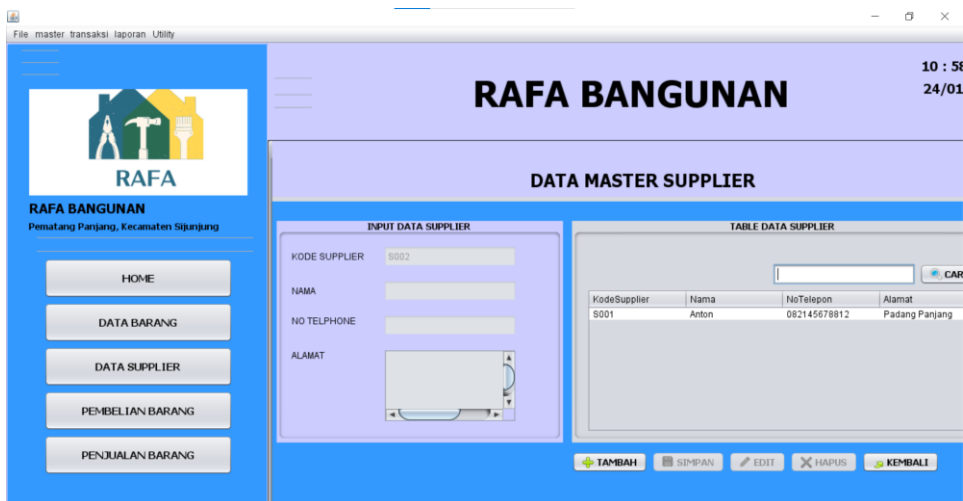 File master transaksi laporan Utility
RAFA
RAFA BANGUNAN
Pematang Panjang, Kecamaten Sijunjung
HOME
DATA BARANG
DATA SUPPLIER
PEMBELIAN BARANG
PENJUALAN BARANG
RAFA BANGUNAN
10 : 58
24/01
DATA MASTER SUPPLIER
INPUT DATA SUPPLIER
KODE SUPPLIER S002
NAMA
NO TELPHONE
ALAMAT
TABLE DATA SUPPLIER
CAR
KodeSupplier Nama NoTelepon Alamat
S001 Anton 082145678812 Padang Panjang
TAMBAH SIMPAN EDIT HAPUS KEMBALI